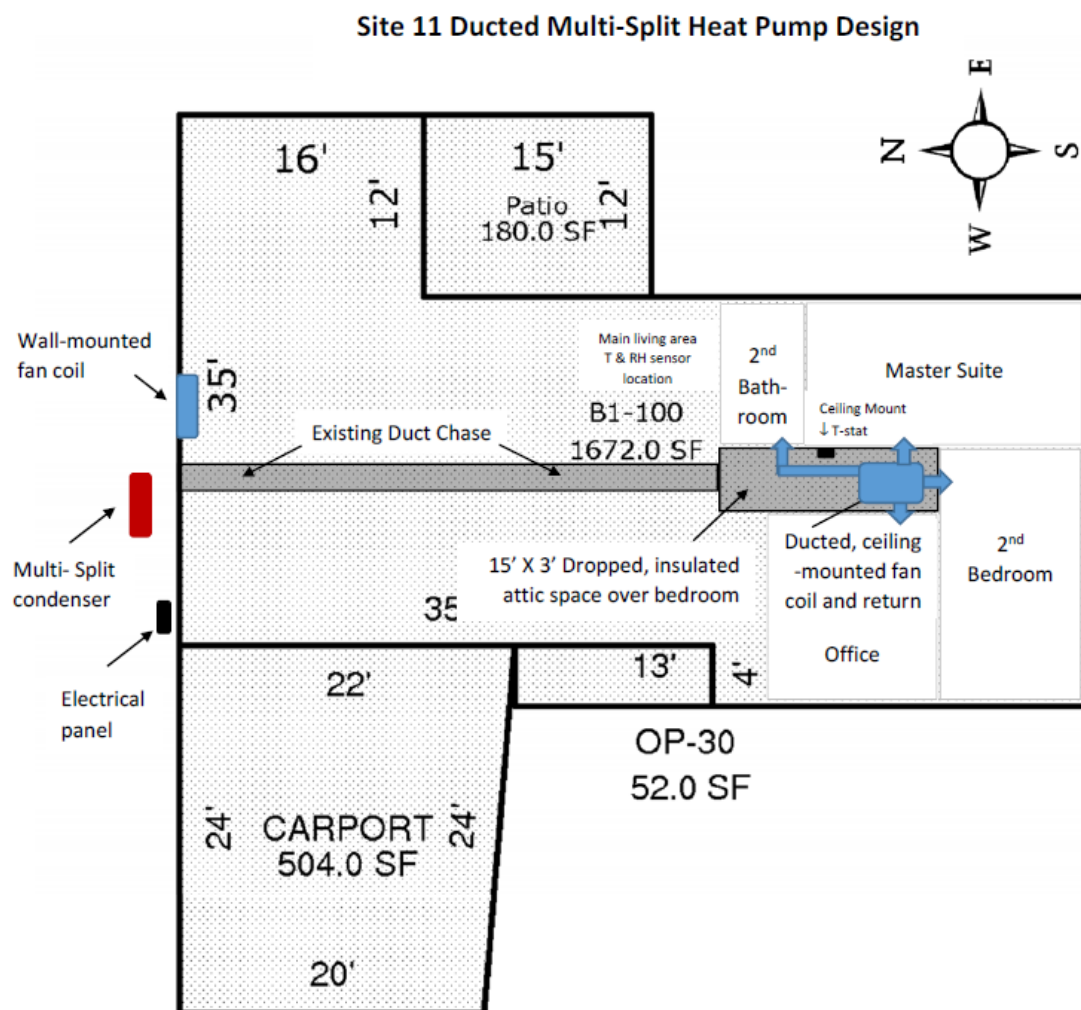 Site 11 Ducted Multi-Split Heat Pump Design
E
N
S
W
16'
12'
15'
Patio
180.0 SF
12'
Wall-mounted
fan coil
35'
Main living area
T & RH sensor
location
B1-100
1672.0 SF
2nd
Bath-
room
Master Suite
Ceiling Mount
↓ T-stat
Existing Duct Chase
Multi- Split
condenser
15' X 3' Dropped, insulated
attic space over bedroom
Ducted, ceiling
-mounted fan
coil and return
2nd
Bedroom
35
Office
Electrical
panel
22'
13'
4'
OP-30
52.0 SF
24'
CARPORT
504.0 SF
24'
20'